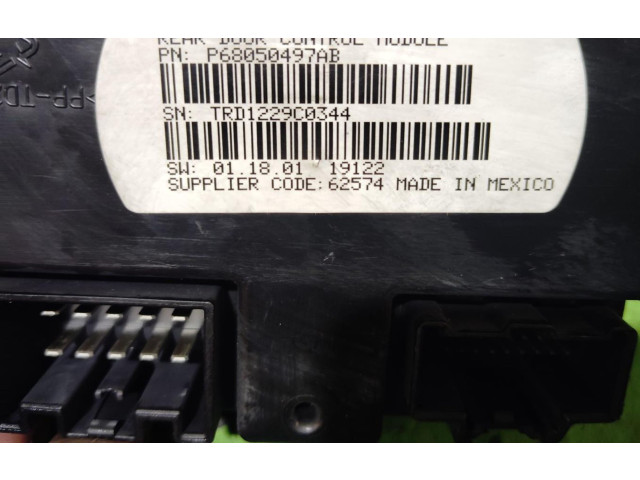 REAR DOOR CONTROL MODULE
PN: P68050497AB
SN: TRD1229C0344
SW: 01.18.01 19122
SUPPLIER CODE:62574 MADE IN MEXICO